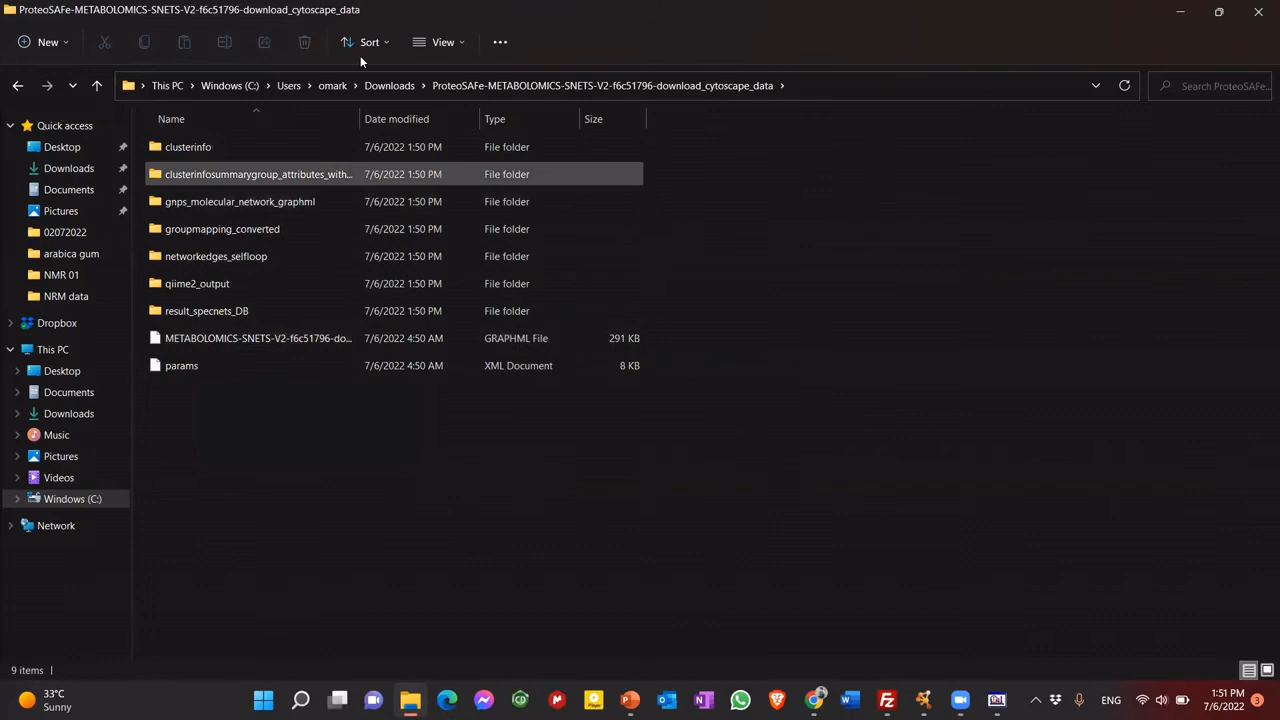 ProteoSAFe-METABOLOMICS-SNETS-V2-f6c51796-download_cytoscape_data
New
Sort
View
This PC
Windows (C:)
Users
omark
Downloads
ProteoSAFe-METABOLOMICS-SNETS-V2-f6c51796-download_cytoscape_data
Search ProteoSAFe...
Name
Date modified
Type
Size
Quick access
Desktop
Downloads
Documents
Pictures
02072022
arabica gum
NMR 01
NRM data
Dropbox
This PC
Desktop
Documents
Downloads
Music
Pictures
Videos
Windows (C:)
Network
clusterinfo 7/6/2022 1:50 PM File folder
clusterinfosummarygroup_attributes_with... 7/6/2022 1:50 PM File folder
gnps_molecular_network_graphml 7/6/2022 1:50 PM File folder
groupmapping_converted 7/6/2022 1:50 PM File folder
networkedges_selfloop 7/6/2022 1:50 PM File folder
qiime2_output 7/6/2022 1:50 PM File folder
result_specnets_DB 7/6/2022 1:50 PM File folder
METABOLOMICS-SNETS-V2-f6c51796-do... 7/6/2022 4:50 AM GRAPHML File 291 KB
params 7/6/2022 4:50 AM XML Document 8 KB
9 items
33°C
Sunny
Player
ENG
1:51 PM
7/6/2022
3